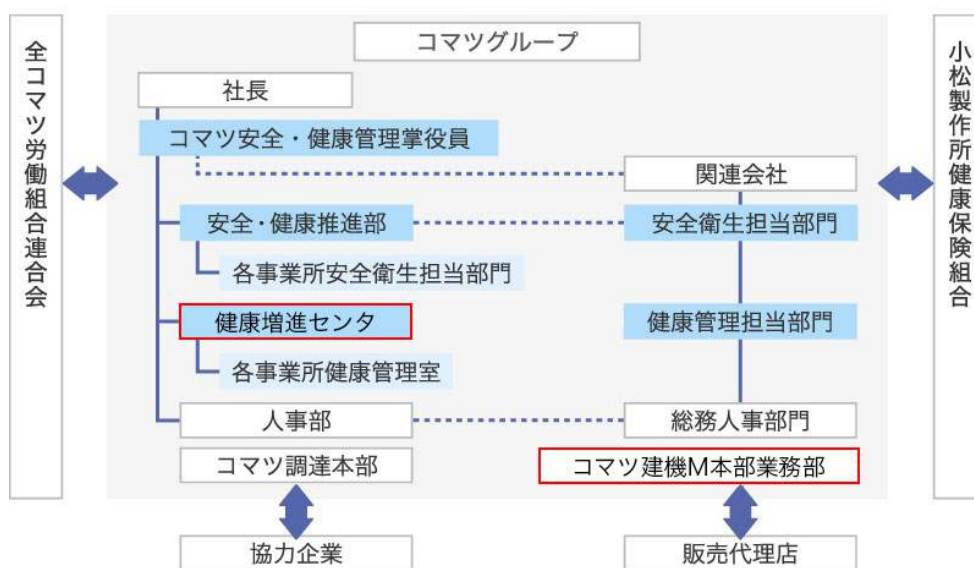 コマツグループ
全コマツ労働組合連合会
小松製作所健康保険組合
社長
コマツ安全・健康管理掌役員
関連会社
安全・健康推進部
安全衛生担当部門
各事業所安全衛生担当部門
健康増進センタ
健康管理担当部門
各事業所健康管理室
人事部
総務人事部門
コマツ調達本部
コマツ建機M本部業務部
協力企業
販売代理店